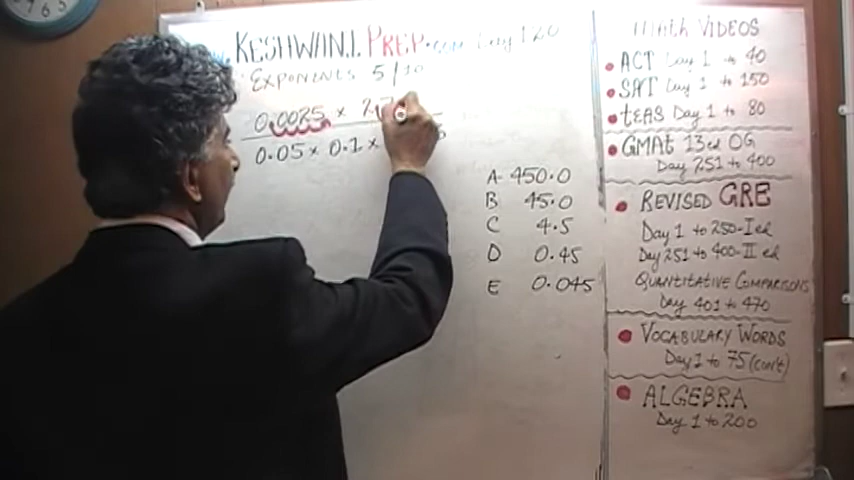 KESHWANI PREP.COM Day 120
EXPONENTS 5/10
0.0025 × 2.7
0.05 × 0.1 ×
A 450.0
B 45.0
C 4.5
D 0.45
E 0.045
MATH VIDEOS
ACT Day 1 → 40
SAT Day 1 to 150
tEAS Day 1 to 80
GMAt 13ed OG
Day 251 to 400
REVISED GRE
Day 1 to 250-I ed
Day 251 to 400-II ed
QUANTITATIVE COMPARISONS
Day 401 to 470
VOCABULARY WORDS
Day 1 to 75 (con't)
ALGEBRA
Day 1 to 200